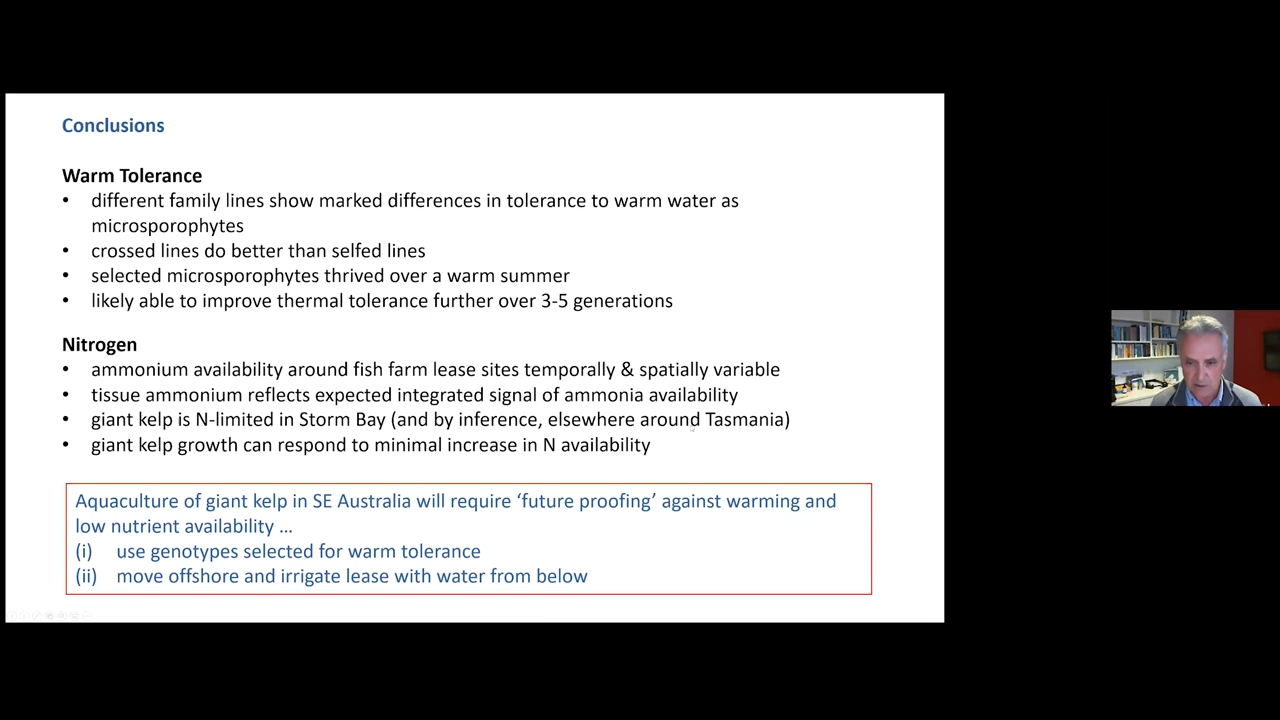 Conclusions
Warm Tolerance
• different family lines show marked differences in tolerance to warm water as
microsporophytes
• crossed lines do better than selfed lines
• selected microsporophytes thrived over a warm summer
• likely able to improve thermal tolerance further over 3-5 generations
Nitrogen
• ammonium availability around fish farm lease sites temporally & spatially variable
• tissue ammonium reflects expected integrated signal of ammonia availability
• giant kelp is N-limited in Storm Bay (and by inference, elsewhere around Tasmania)
• giant kelp growth can respond to minimal increase in N availability
Aquaculture of giant kelp in SE Australia will require ‘future proofing’ against warming and
low nutrient availability …
(i) use genotypes selected for warm tolerance
(ii) move offshore and irrigate lease with water from below